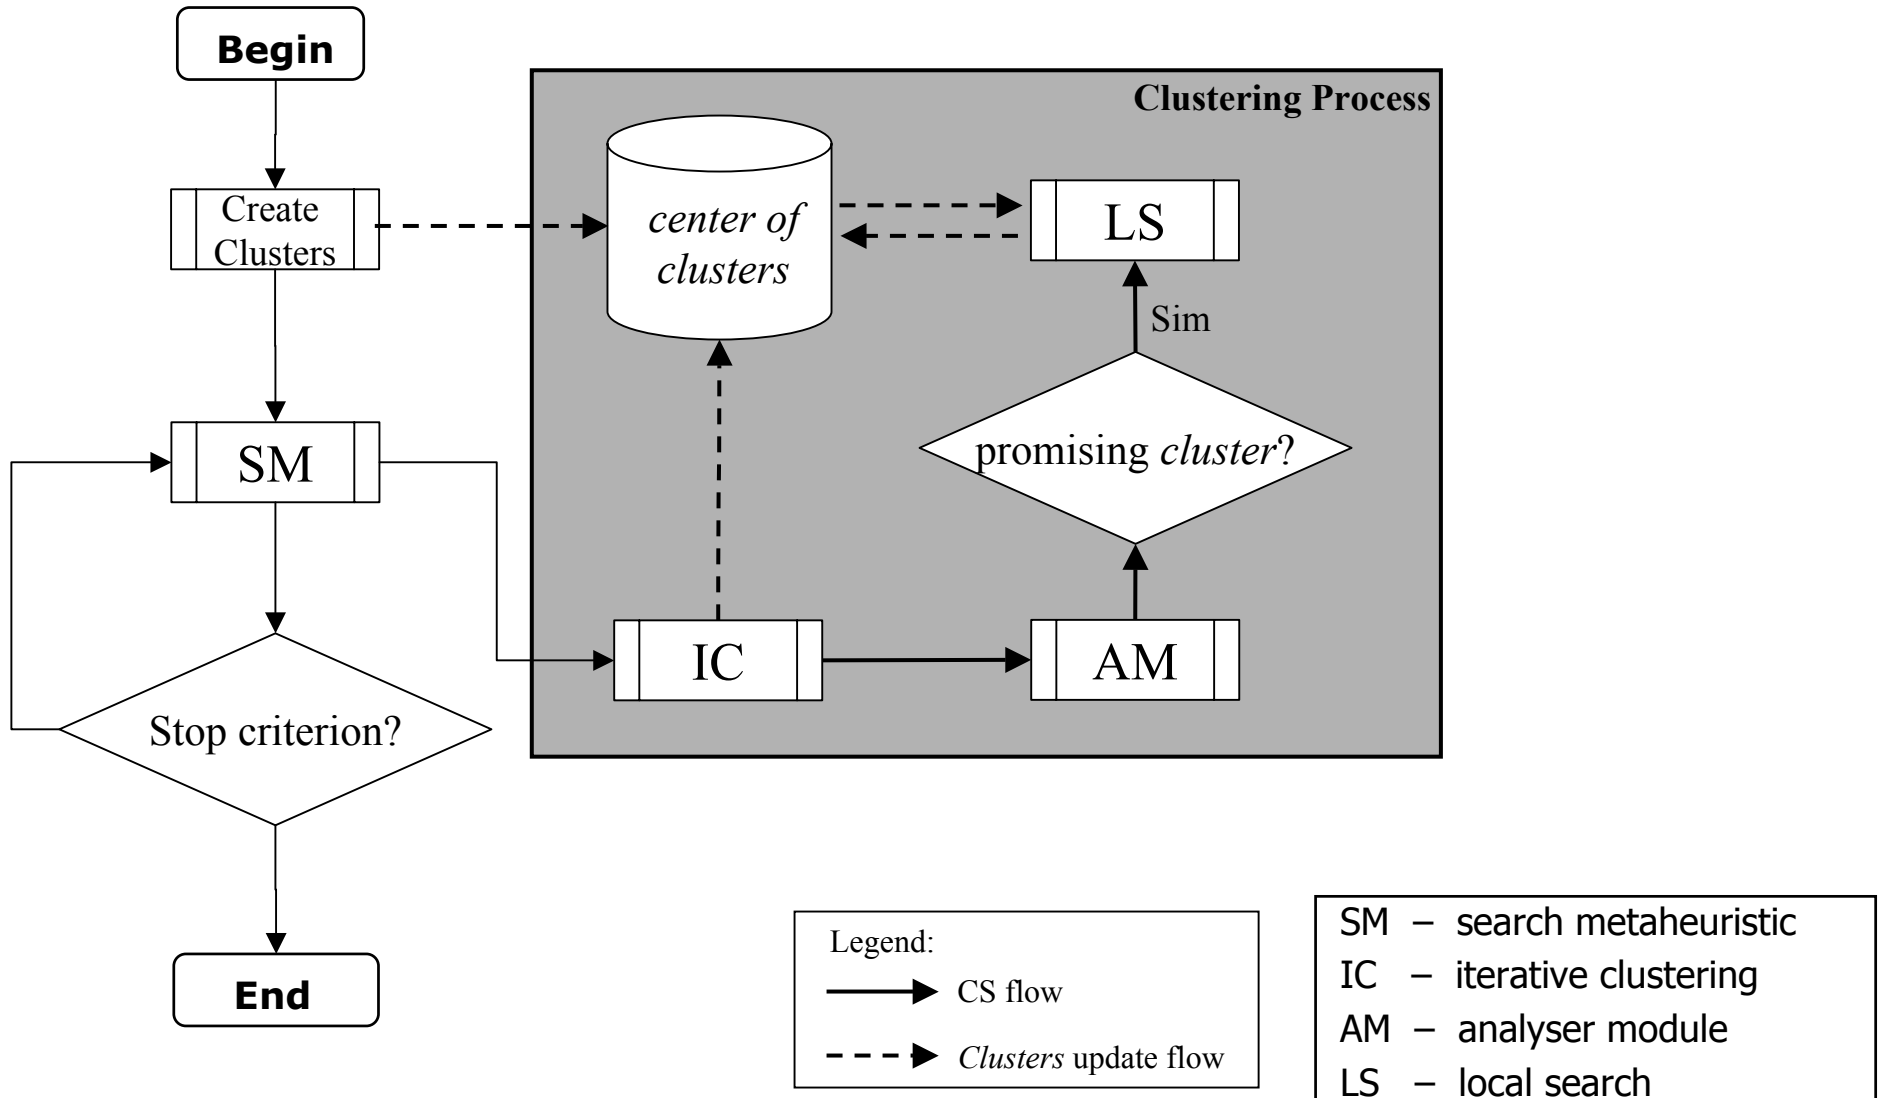 Begin
Clustering Process
Create
Clusters
center of
clusters
LS
Sim
SM
promising cluster?
IC
AM
Stop criterion?
End
Legend:
CS flow
Clusters update flow
SM – search metaheuristic
IC – iterative clustering
AM – analyser module
LS – local search